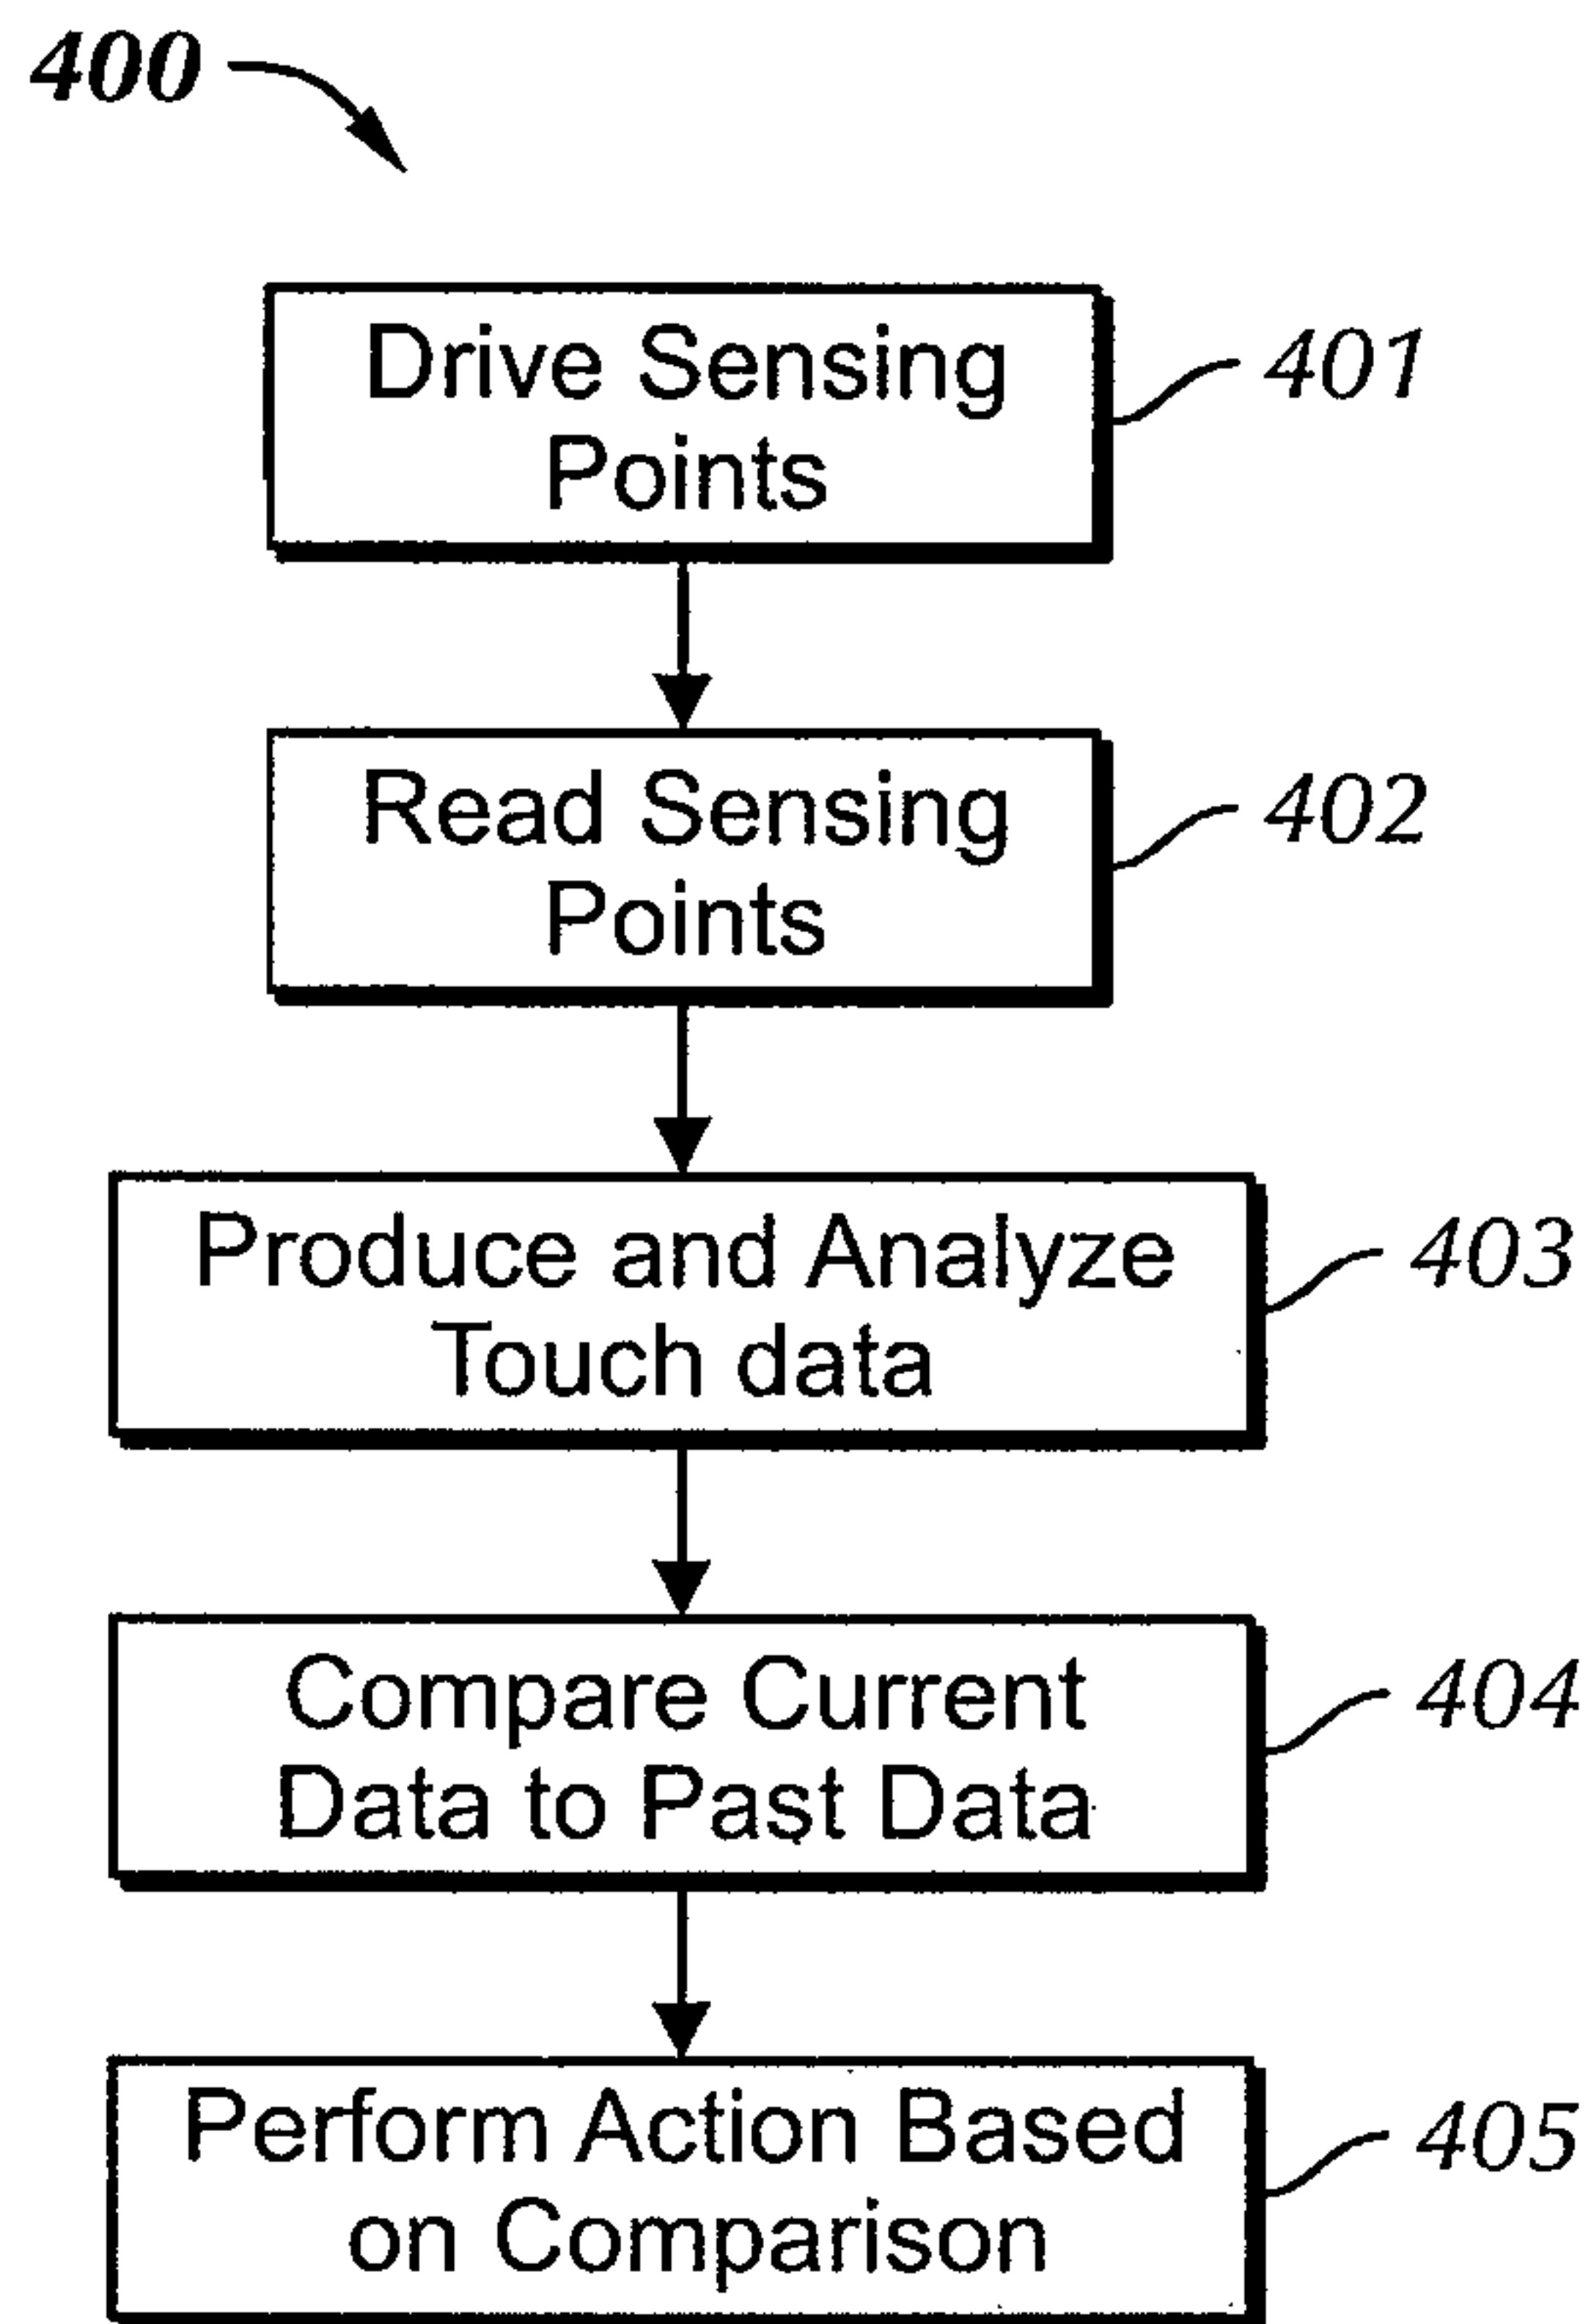 400
Drive Sensing
Points
401
Read Sensing
Points
402
Produce and Analyze
Touch data
403
Compare Current
Data to Past Data
404
Perform Action Based
on Comparison
405